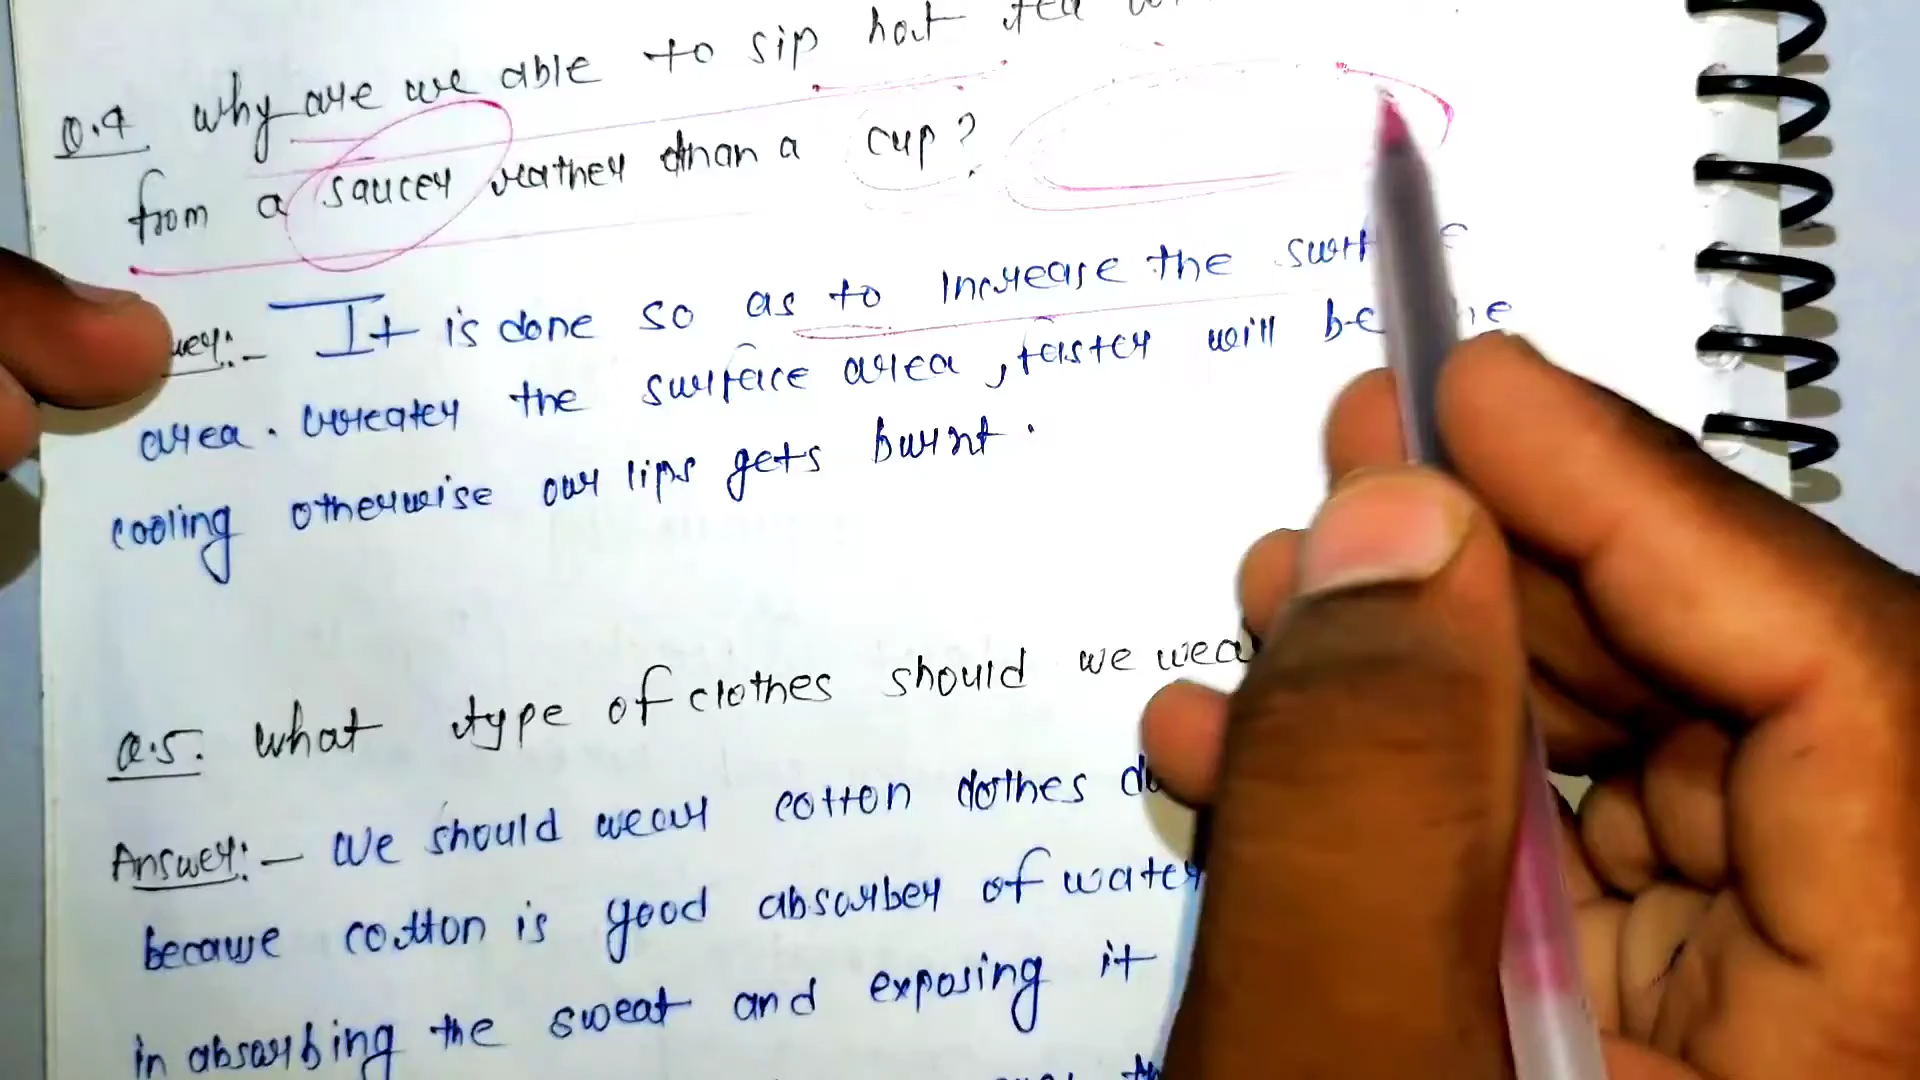 Q.4 why are we able to sip hot tea
from a saucer rather than a cup?
It is done so as to increase the
area. Greater the surface area, faster will be
cooling otherwise our lips gets burnt.
Q.5. what type of clothes should we
Answer:- We should wear cotton clothes
because cotton is good absorber of water
in absorbing the sweat and exposing it